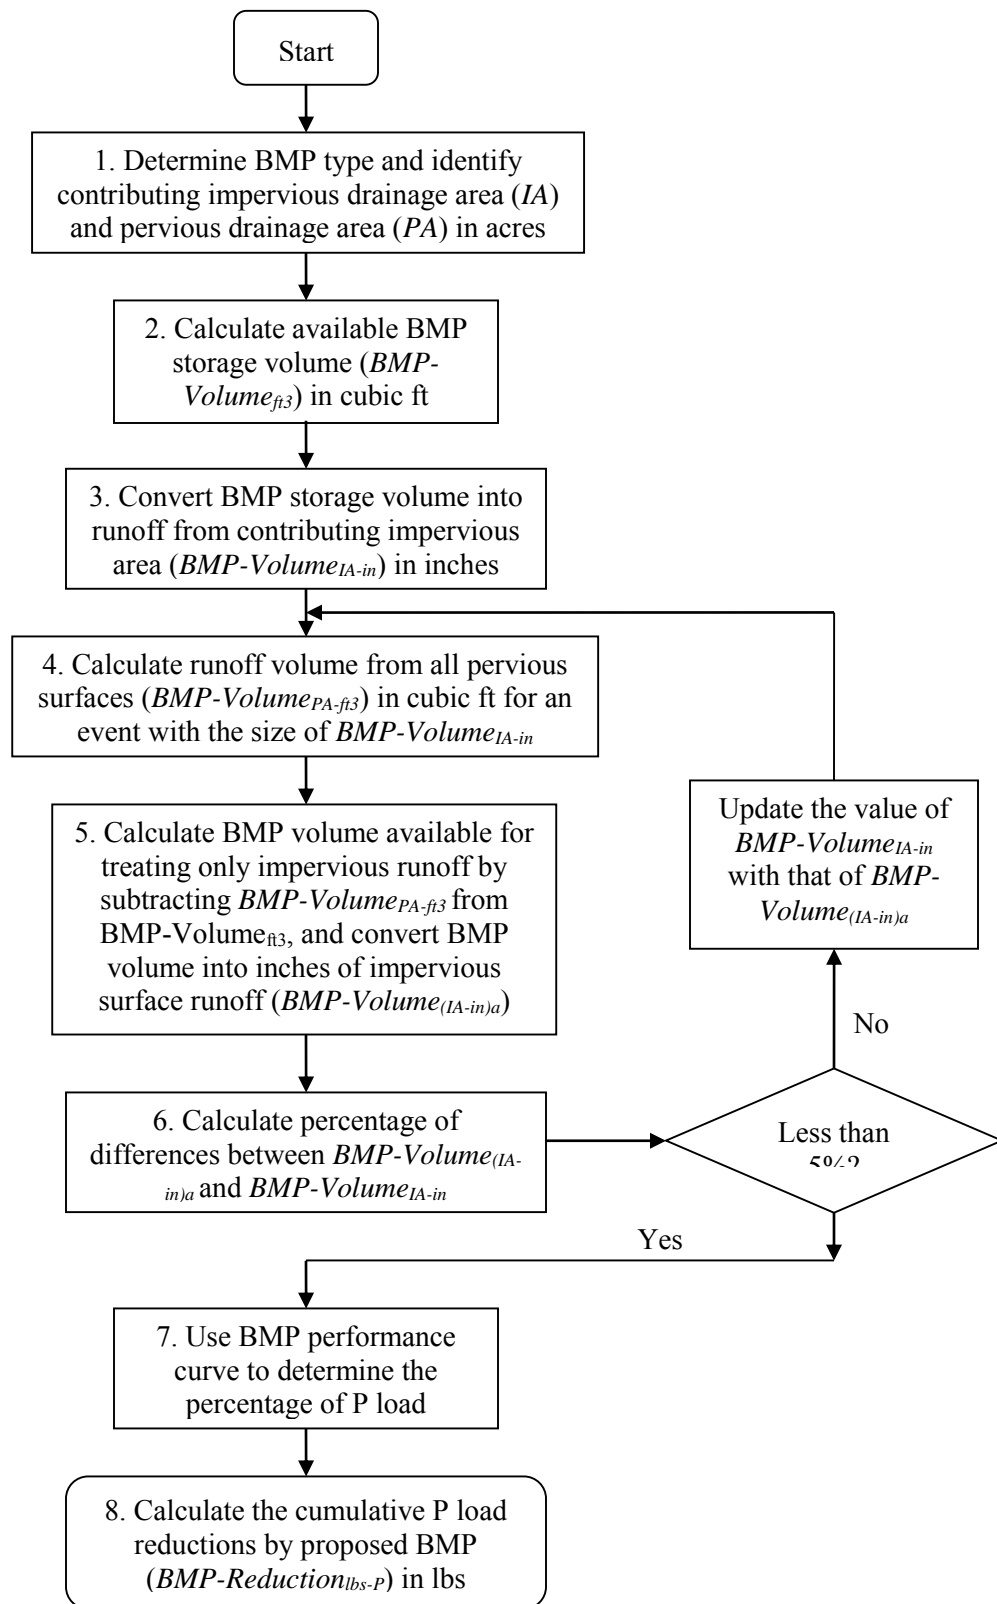 Start
1. Determine BMP type and identify
contributing impervious drainage area (IA)
and pervious drainage area (PA) in acres
2. Calculate available BMP
storage volume (BMP-
Volumeft3) in cubic ft
3. Convert BMP storage volume into
runoff from contributing impervious
area (BMP-VolumeIA-in) in inches
4. Calculate runoff volume from all pervious
surfaces (BMP-VolumePA-ft3) in cubic ft for an
event with the size of BMP-VolumeIA-in
5. Calculate BMP volume available for
treating only impervious runoff by
subtracting BMP-VolumePA-ft3 from
BMP-Volumeft3, and convert BMP
volume into inches of impervious
surface runoff (BMP-Volume(IA-in)a)
Update the value of
BMP-VolumeIA-in
with that of BMP-
Volume(IA-in)a
No
6. Calculate percentage of
differences between BMP-Volume(IA-
in)a and BMP-VolumeIA-in
Less than
5%?
Yes
7. Use BMP performance
curve to determine the
percentage of P load
8. Calculate the cumulative P load
reductions by proposed BMP
(BMP-Reductionlbs-P) in lbs